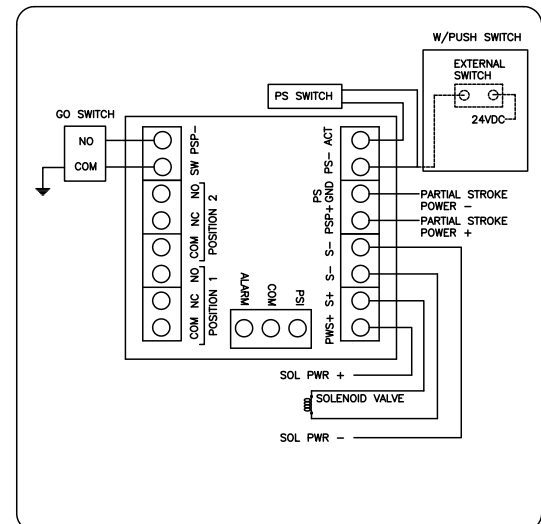 W/PUSH SWITCH
EXTERNAL
SWITCH
24VDC
PS SWITCH
GO SWITCH
NO
COM
SW PSP-
NO
NC
COM
POSITION 2
NO
NC
COM
POSITION 1
ALARM
COM
PSI
ACT
PS-
PS
GND
PSP+
S-
S-
S+
PWS+
PARTIAL STROKE
POWER -
PARTIAL STROKE
POWER +
SOL PWR +
SOLENOID VALVE
SOL PWR -